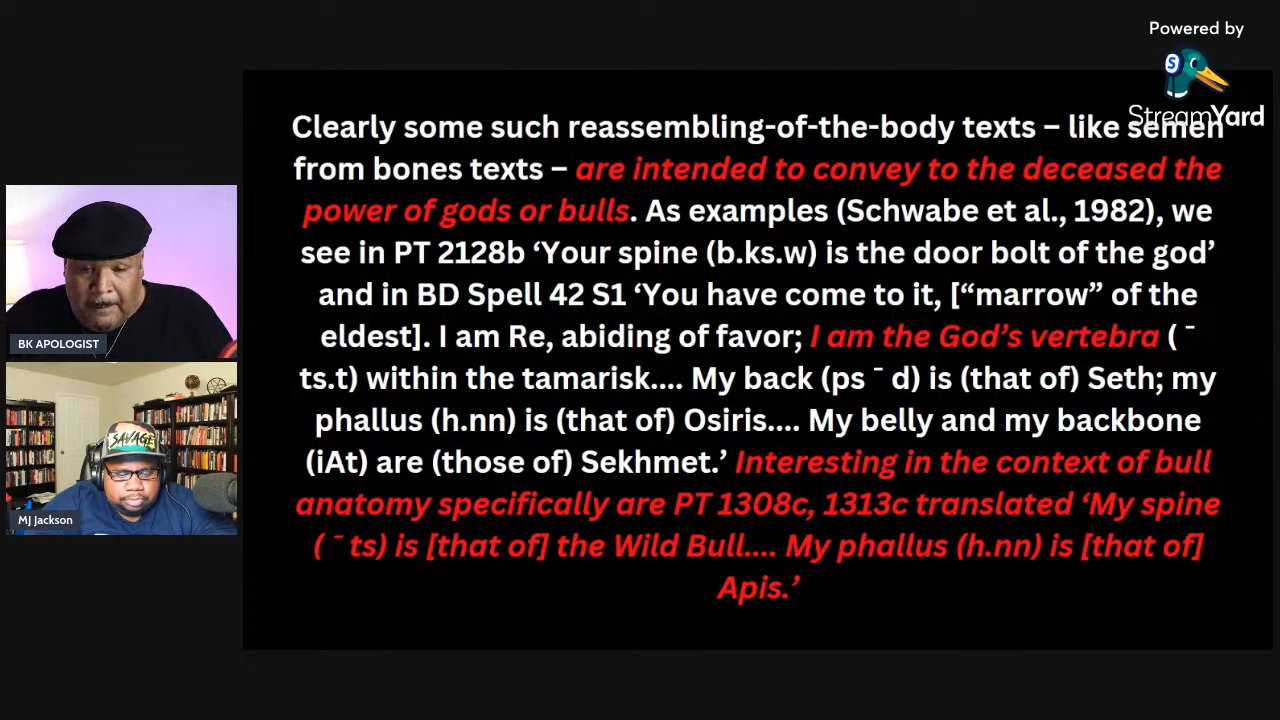 Powered by
StreamYard
Clearly some such reassembling-of-the-body texts – like semen
from bones texts – are intended to convey to the deceased the
power of gods or bulls. As examples (Schwabe et al., 1982), we
see in PT 2128b ‘Your spine (b.ks.w) is the door bolt of the god’
and in BD Spell 42 S1 ‘You have come to it, [“marrow” of the
eldest]. I am Re, abiding of favor; I am the God’s vertebra ( ¯
ts.t) within the tamarisk.... My back (ps ¯ d) is (that of) Seth; my
phallus (h.nn) is (that of) Osiris.... My belly and my backbone
(iAt) are (those of) Sekhmet.’ Interesting in the context of bull
anatomy specifically are PT 1308c, 1313c translated ‘My spine
( ¯ ts) is [that of] the Wild Bull.... My phallus (h.nn) is [that of]
Apis.’
BK APOLOGIST
SAVAGE
MJ Jackson